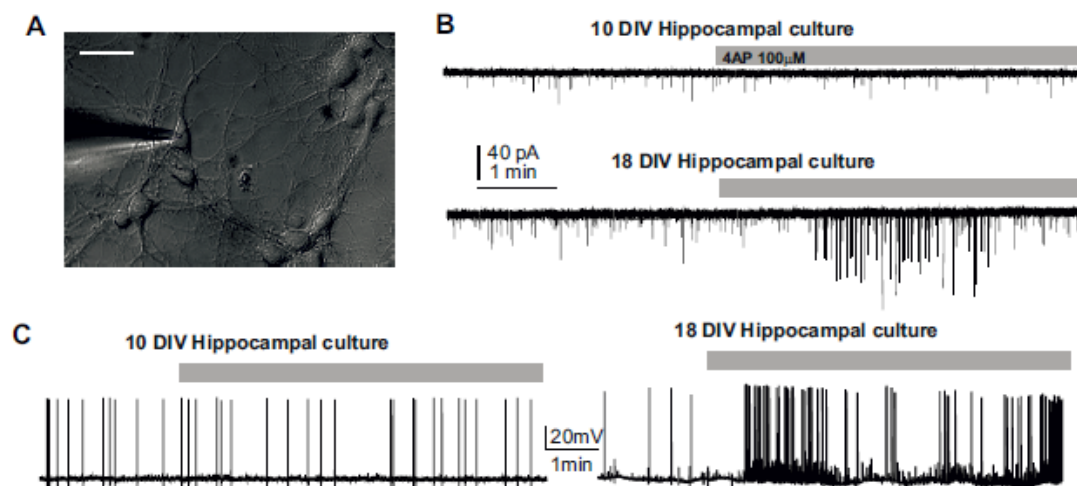 A
B
10 DIV Hippocampal culture
4AP 100μM
40 pA
1 min
18 DIV Hippocampal culture
C
10 DIV Hippocampal culture
18 DIV Hippocampal culture
20mV
1min